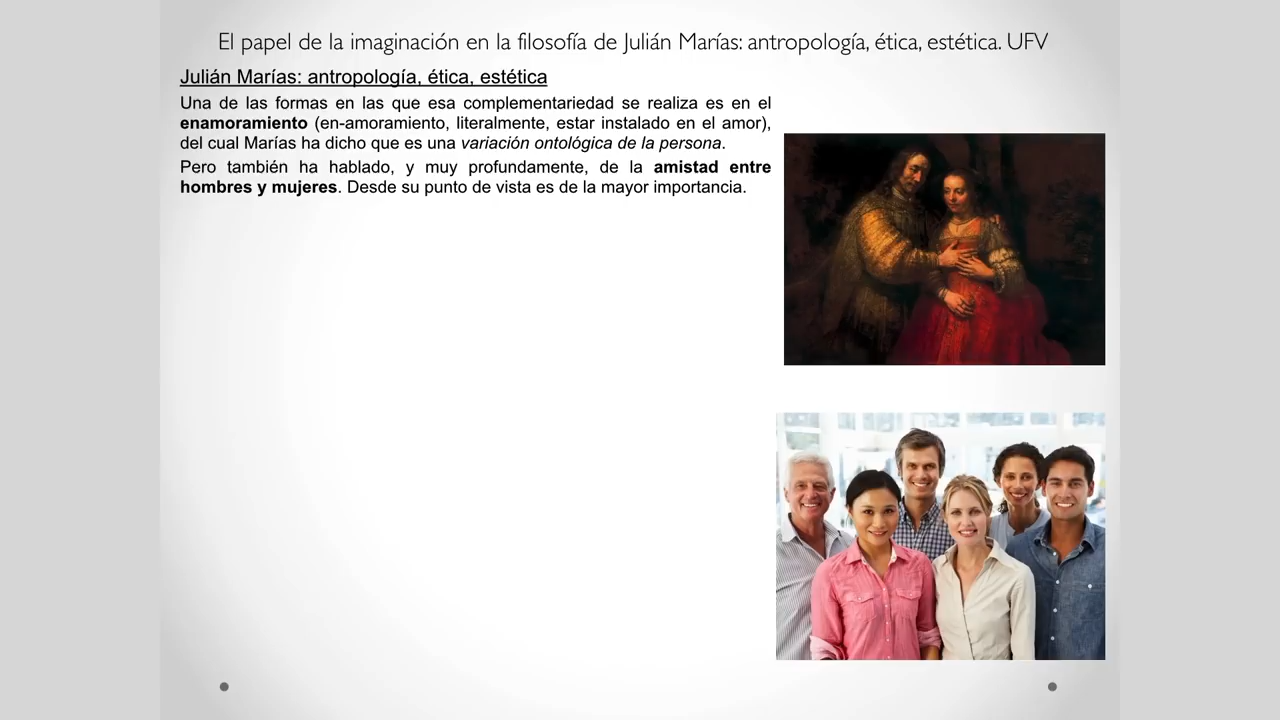 El papel de la imaginación en la filosofía de Julián Marías: antropología, ética, estética. UFV
Julián Marías: antropología, ética, estética
Una de las formas en las que esa complementariedad se realiza es en el
enamoramiento (en-amoramiento, literalmente, estar instalado en el amor),
del cual Marías ha dicho que es una variación ontológica de la persona.
Pero también ha hablado, y muy profundamente, de la amistad entre
hombres y mujeres. Desde su punto de vista es de la mayor importancia.